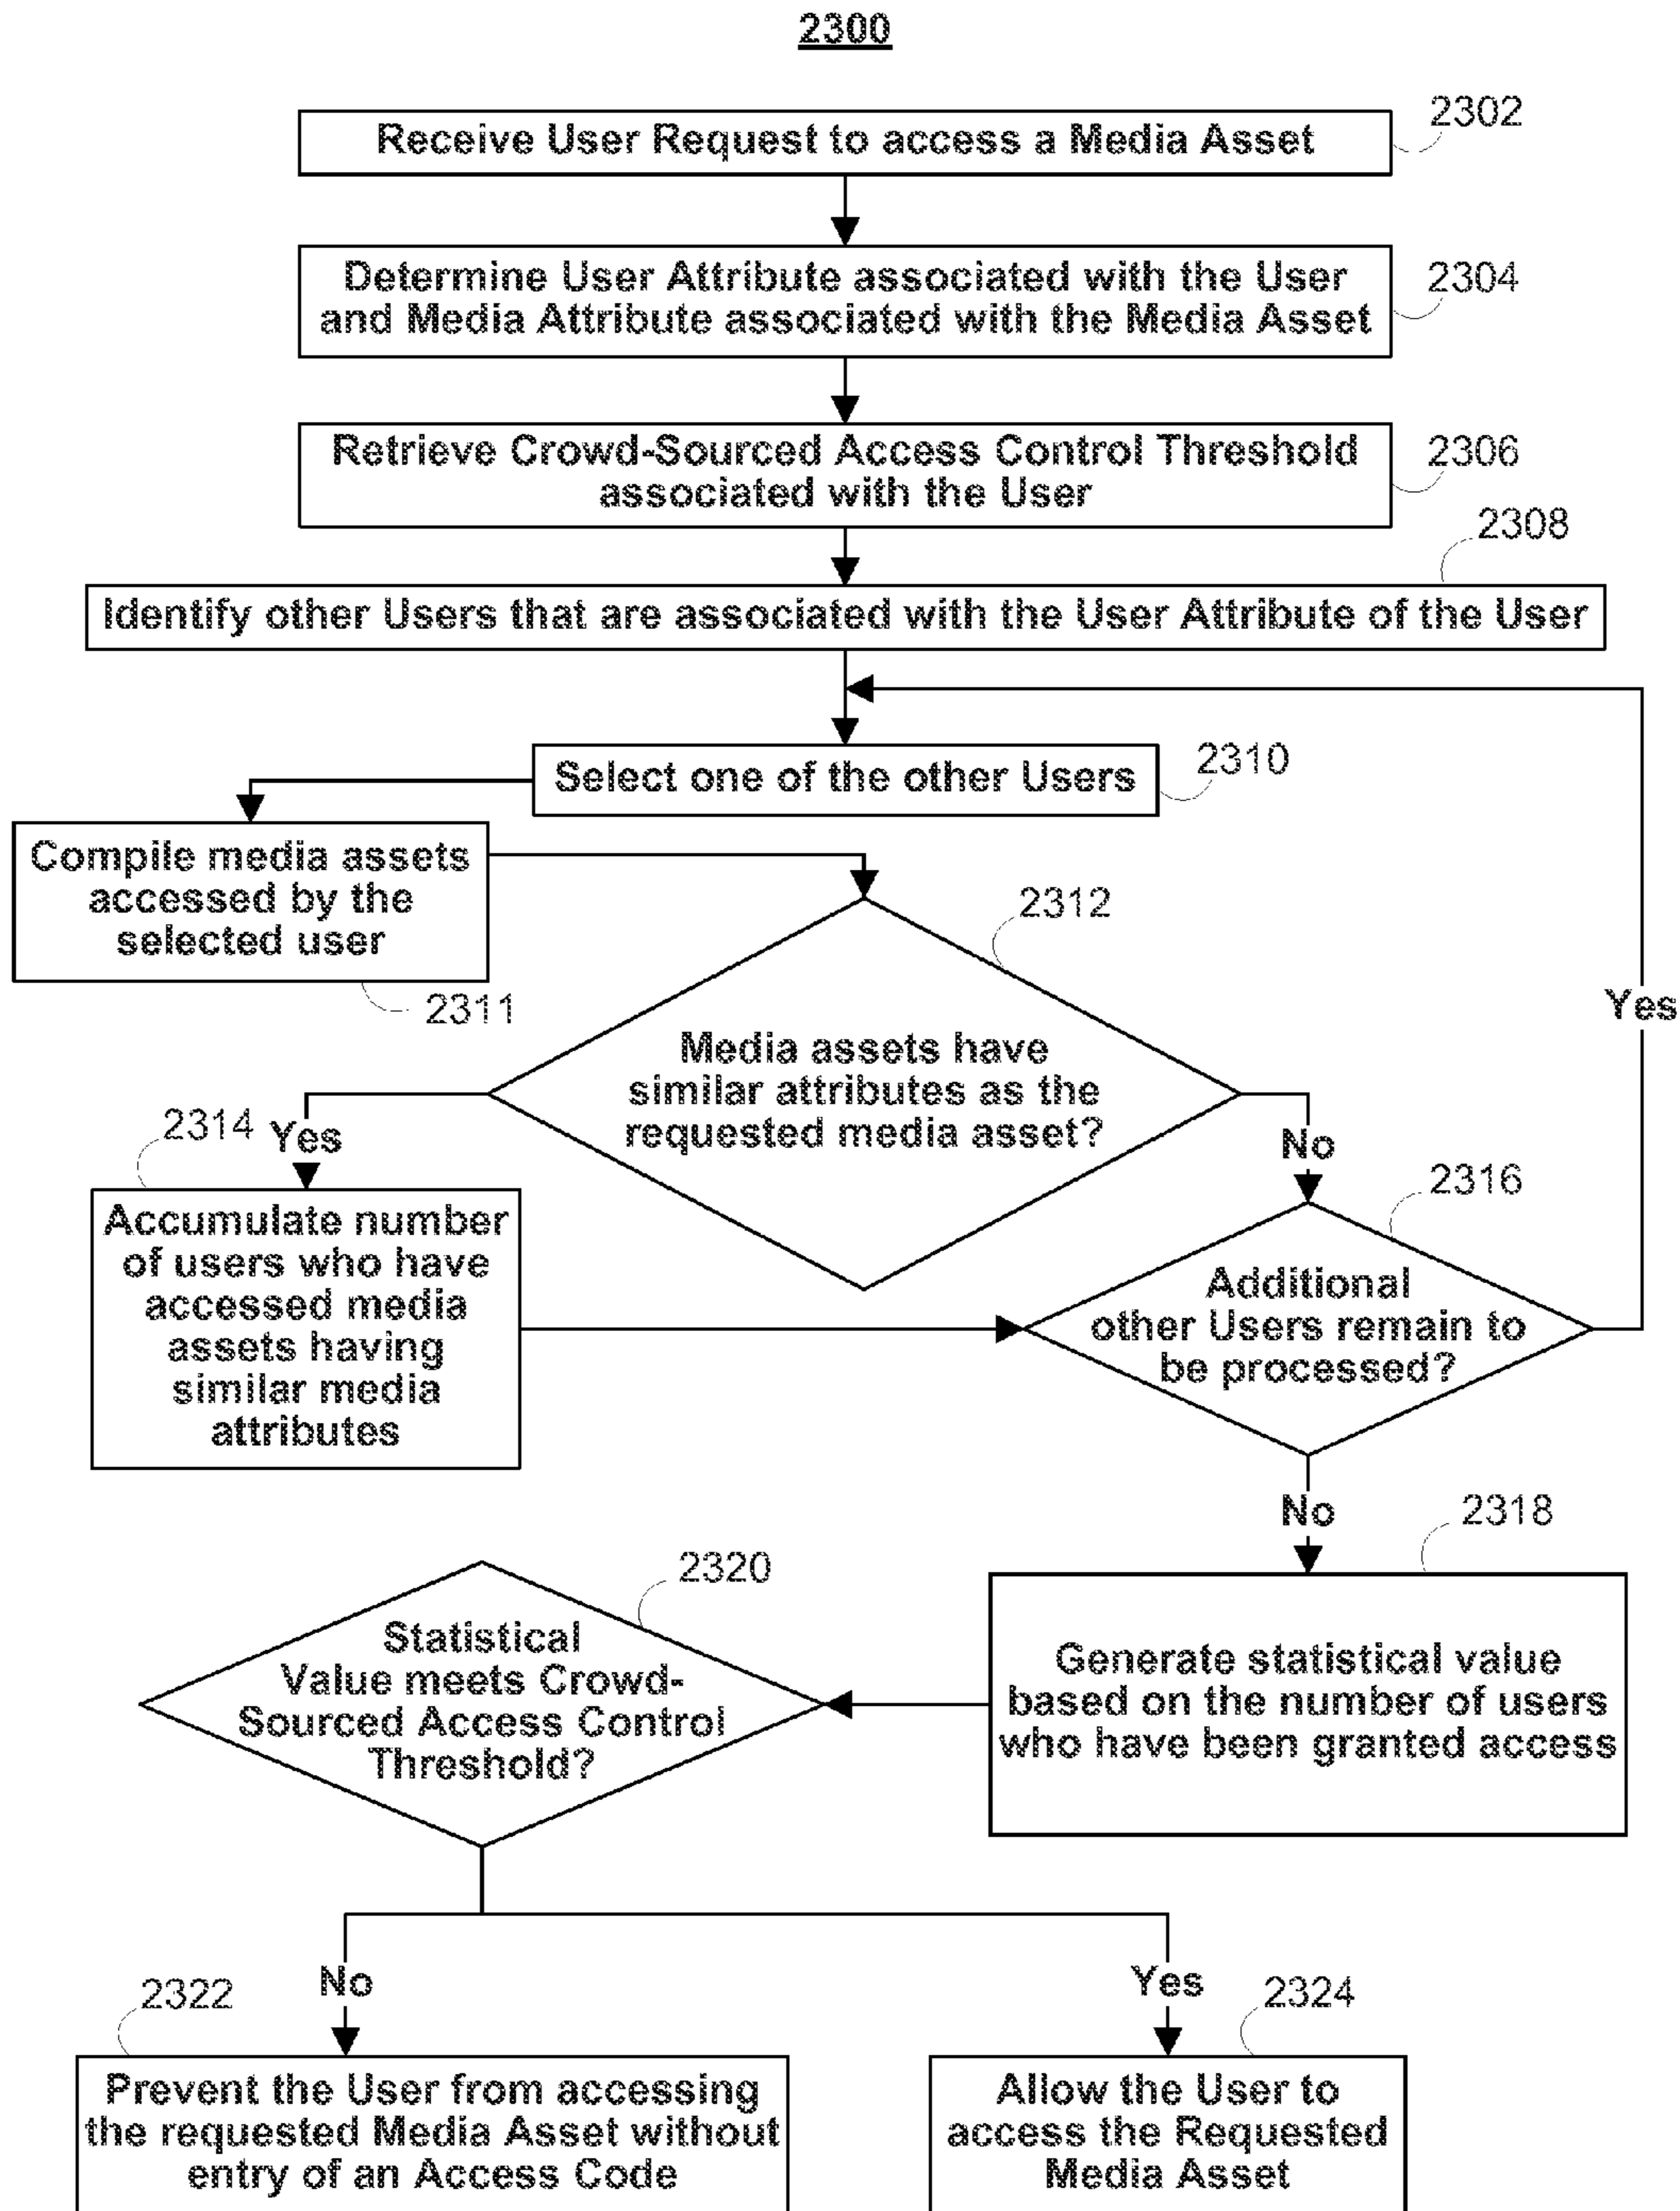 2300
2302
Receive User Request to access a Media Asset
Determine User Attribute associated with the User
and Media Attribute associated with the Media Asset
2304
Retrieve Crowd-Sourced Access Control Threshold
associated with the User
2306
2308
Identify other Users that are associated with the User Attribute of the User
Select one of the other Users
2310
Compile media assets
accessed by the
selected user
2311
2312
Media assets have
similar attributes as the
requested media asset?
Yes
2314
Yes
No
2316
Accumulate number
of users who have
accessed media
assets having
similar media
attributes
Additional
other Users remain to
be processed?
No
2318
2320
Statistical
Value meets Crowd-
Sourced Access Control
Threshold?
Generate statistical value
based on the number of users
who have been granted access
2322
No
Yes
2324
Prevent the User from accessing
the requested Media Asset without
entry of an Access Code
Allow the User to
access the Requested
Media Asset